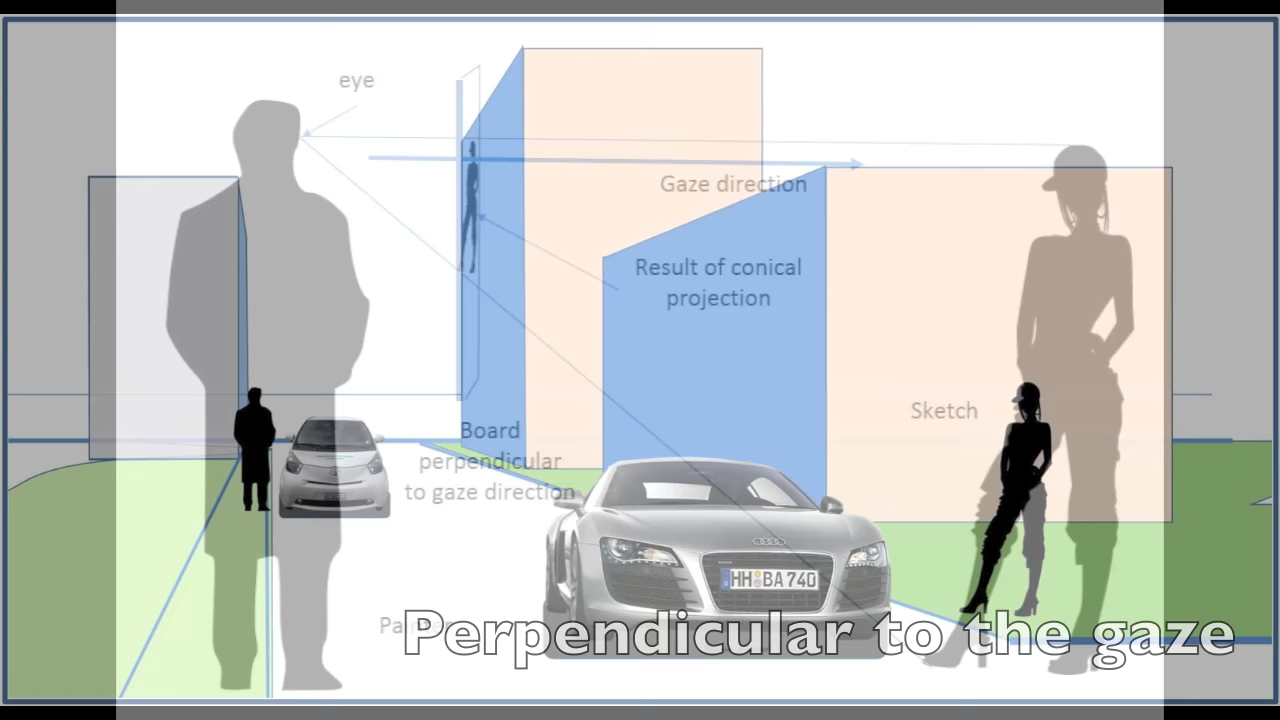 eye
Gaze direction
Result of conical
projection
Sketch
Board
perpendicular
to gaze direction
HH BA 740
Painter
Perpendicular to the gaze